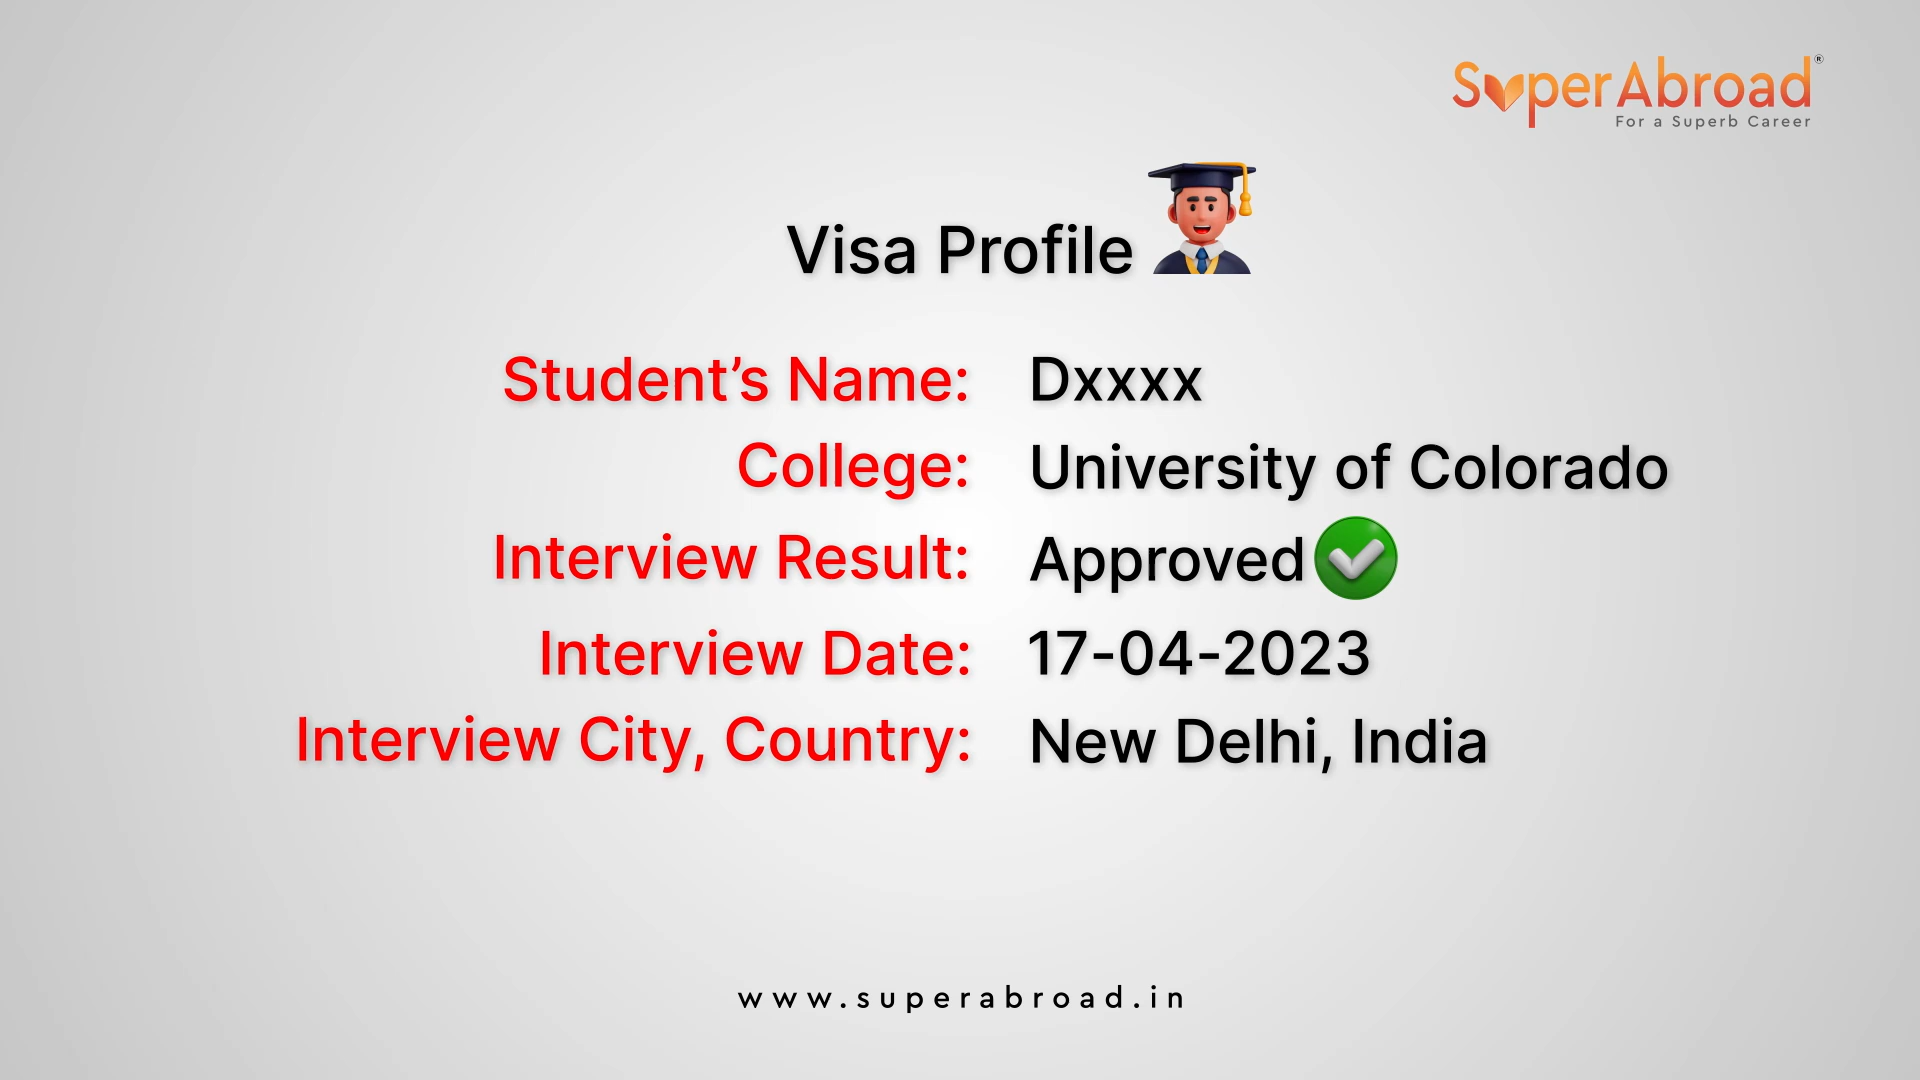 SuperAbroad®
For a Superb Career
Visa Profile
Student’s Name: Dxxxx
College: University of Colorado
Interview Result: Approved
Interview Date: 17-04-2023
Interview City, Country: New Delhi, India
www.superabroad.in